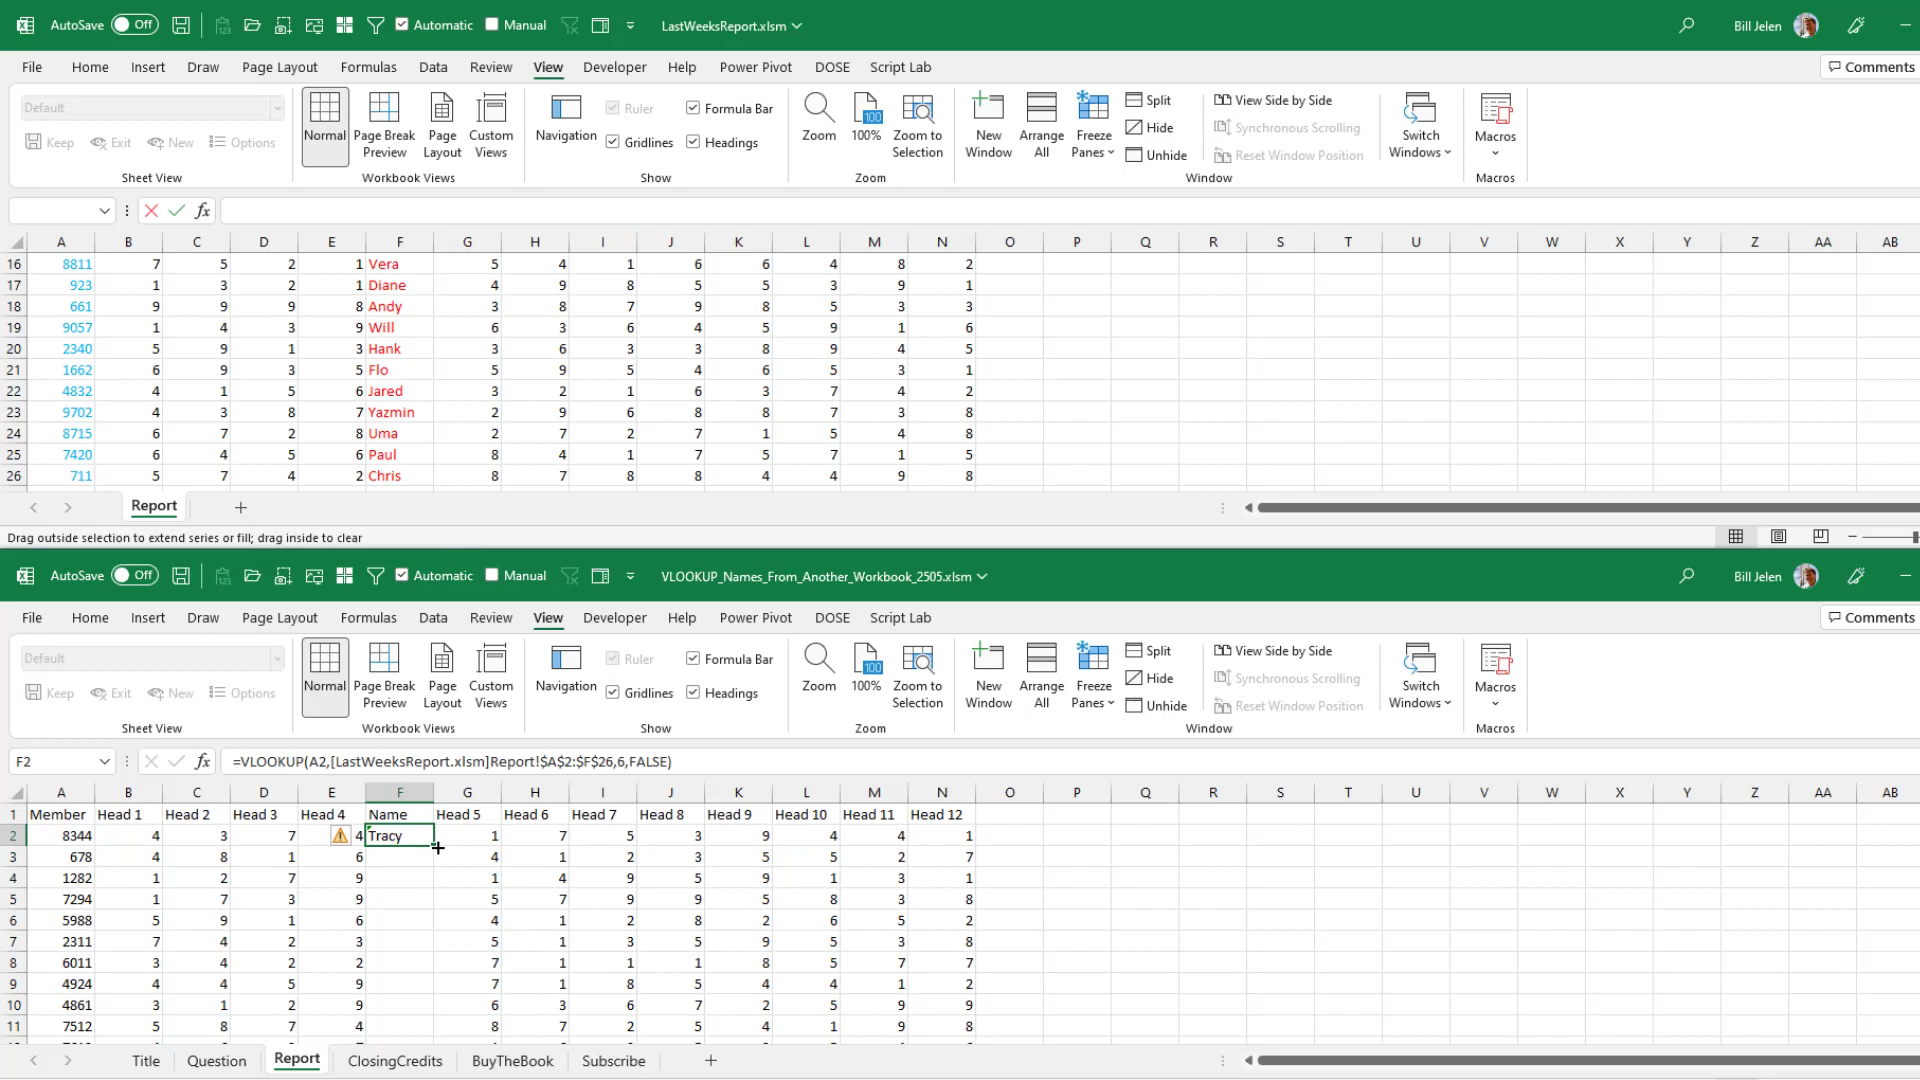 AutoSave Off Automatic Manual LastWeeksReport.xlsm Bill Jelen
File Home Insert Draw Page Layout Formulas Data Review View Developer Help Power Pivot DOSE Script Lab Comments
Default Ruler Formula Bar Split View Side by Side
Keep Exit New Options Normal Page Break Preview Page Layout Custom Views Navigation Gridlines Headings Zoom 100% Zoom to Selection New Window Arrange All Freeze Panes Hide Unhide Synchronous Scrolling Reset Window Position Switch Windows Macros
Sheet View Workbook Views Show Zoom Window Macros
fx
A B C D E F G H I J K L M N O P Q R S T U V W X Y Z AA AB
16 8811 7 5 2 1 Vera 5 4 1 6 6 4 8 2
17 923 1 3 2 1 Diane 4 9 8 5 5 3 9 1
18 661 9 9 9 8 Andy 3 8 7 9 8 5 3 3
19 9057 1 4 3 9 Will 6 3 6 4 5 9 1 6
20 2340 5 9 1 3 Hank 3 6 3 3 8 9 4 5
21 1662 6 9 3 5 Flo 5 9 5 4 6 5 3 1
22 4832 4 1 5 6 Jared 3 2 1 6 3 7 4 2
23 9702 4 3 8 7 Yazmin 2 9 6 8 8 7 3 8
24 8715 6 7 2 8 Uma 2 7 2 7 1 5 4 8
25 7420 6 4 5 6 Paul 8 4 1 7 5 7 1 5
26 711 5 7 4 2 Chris 8 7 8 8 4 4 9 8
Report
Drag outside selection to extend series or fill; drag inside to clear
AutoSave Off Automatic Manual VLOOKUP_Names_From_Another_Workbook_2505.xlsm Bill Jelen
File Home Insert Draw Page Layout Formulas Data Review View Developer Help Power Pivot DOSE Script Lab Comments
Default Ruler Formula Bar Split View Side by Side
Keep Exit New Options Normal Page Break Preview Page Layout Custom Views Navigation Gridlines Headings Zoom 100% Zoom to Selection New Window Arrange All Freeze Panes Hide Unhide Synchronous Scrolling Reset Window Position Switch Windows Macros
Sheet View Workbook Views Show Zoom Window Macros
F2 fx =VLOOKUP(A2,[LastWeeksReport.xlsm]Report!$A$2:$F$26,6,FALSE)
A B C D E F G H I J K L M N O P Q R S T U V W X Y Z AA AB
1 Member Head 1 Head 2 Head 3 Head 4 Name Head 5 Head 6 Head 7 Head 8 Head 9 Head 10 Head 11 Head 12
2 8344 4 3 7 4 Tracy 1 7 5 3 9 4 4 1
3 678 4 8 1 6 4 1 2 3 5 5 2 7
4 1282 1 2 7 9 1 4 9 5 9 1 3 1
5 7294 1 7 3 9 5 7 9 9 5 8 3 8
6 5988 5 9 1 6 4 1 2 8 2 6 5 2
7 2311 7 4 2 3 5 1 3 5 9 5 3 8
8 6011 3 4 2 2 7 1 1 1 8 5 7 7
9 4924 4 4 5 9 7 1 8 5 4 4 1 2
10 4861 3 1 2 9 6 3 6 7 2 5 9 9
11 7512 5 8 7 4 8 7 2 5 4 1 9 8
Title Question Report ClosingCredits BuyTheBook Subscribe